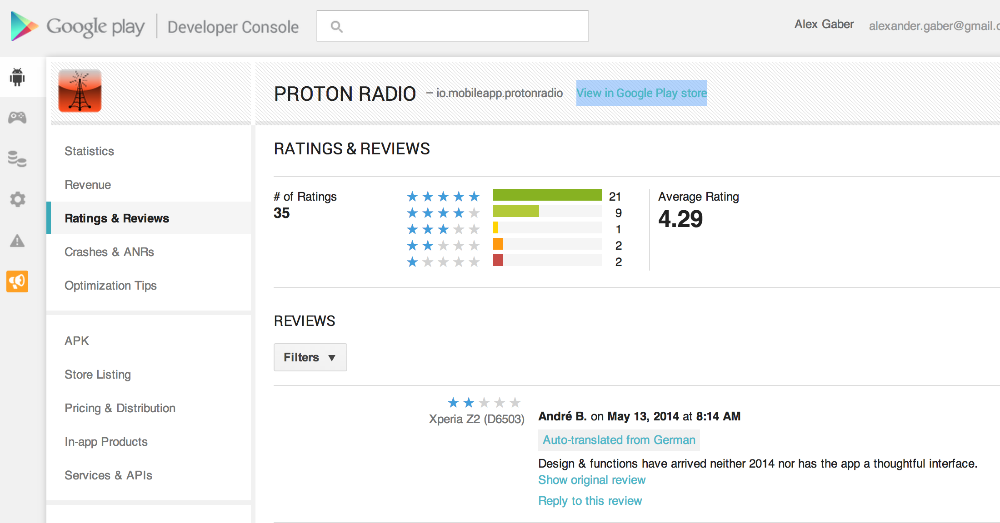 Google play | Developer Console
Alex Gaber alexander.gaber@gmail.c
PROTON RADIO – io.mobileapp.protonradio View in Google Play store
Statistics
Revenue
Ratings & Reviews
Crashes & ANRs
Optimization Tips
APK
Store Listing
Pricing & Distribution
In-app Products
Services & APIs
RATINGS & REVIEWS
# of Ratings
35
21
9
1
2
2
Average Rating
4.29
REVIEWS
Filters
Xperia Z2 (D6503)
André B. on May 13, 2014 at 8:14 AM
Auto-translated from German
Design & functions have arrived neither 2014 nor has the app a thoughtful interface.
Show original review
Reply to this review